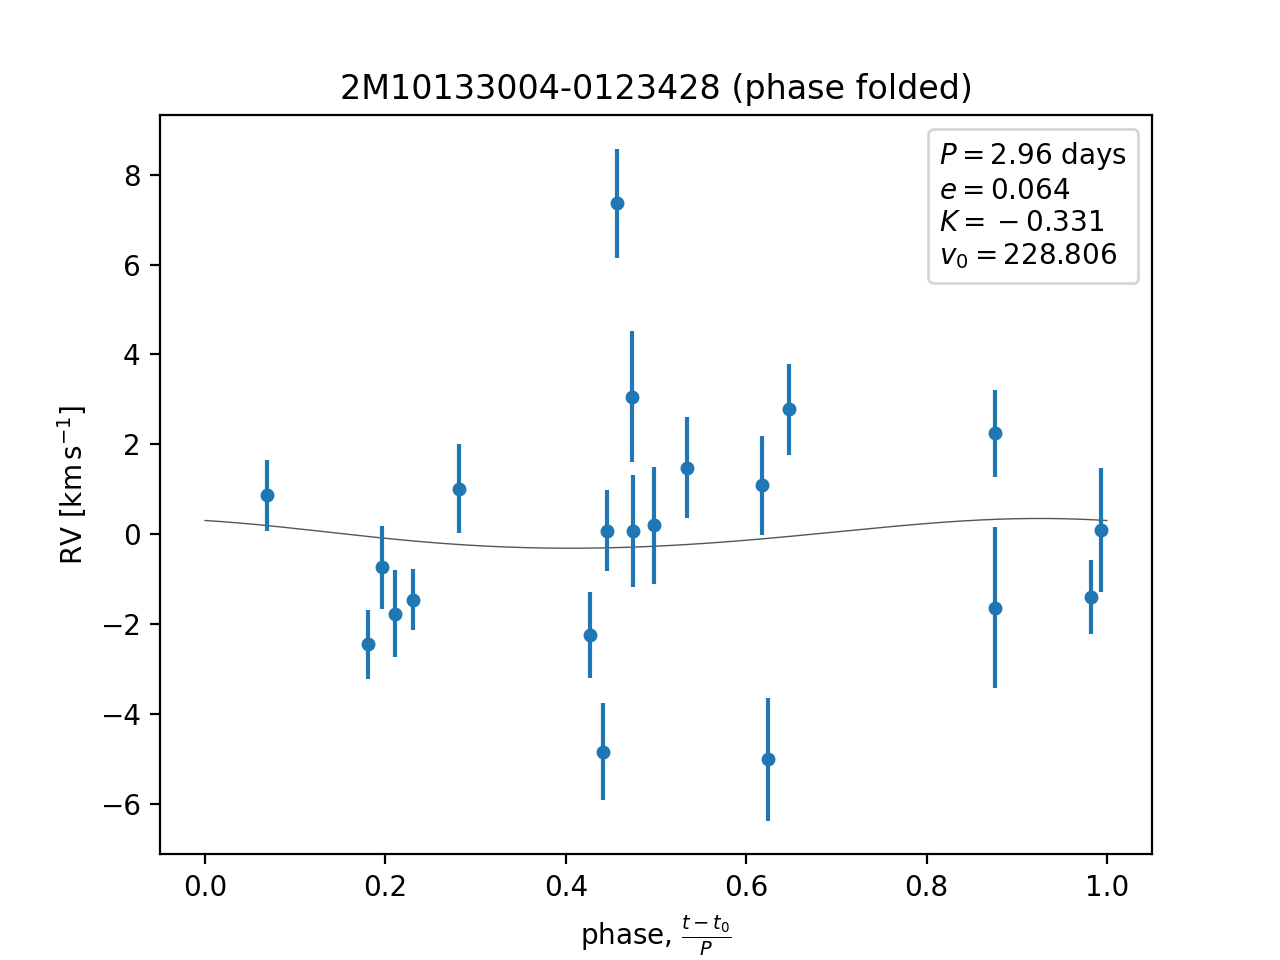 2M10133004-0123428 (phase folded)
P = 2.96 days
e = 0.064
K = −0.331
v₀ = 228.806
RV [km s⁻¹]
8
6
4
2
0
−2
−4
−6
0.0 0.2 0.4 0.6 0.8 1.0
phase, (t − t₀)/P